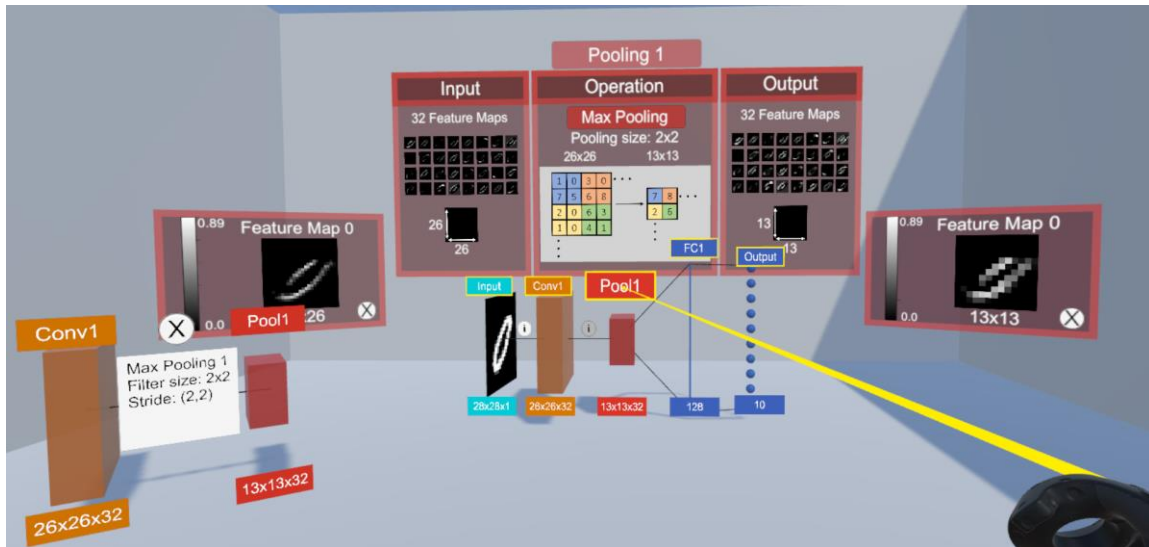 Pooling 1
Input
32 Feature Maps
26
26
Operation
Max Pooling
Pooling size: 2x2
26x26 13x13
1 0 3 0 ...
7 5 6 8
2 0 6 3
1 0 4 1
7 8 ...
2 6
Output
32 Feature Maps
13
13
0.89
Feature Map 0
0.0
x26
X
X
0.89
Feature Map 0
0.0
13x13
X
Conv1
Pool1
Max Pooling 1
Filter size: 2x2
Stride: (2,2)
26x26x32
13x13x32
Input
Conv1
Pool1
FC1
Output
i
i
28x28x1
26x26x32
13x13x32
128
10